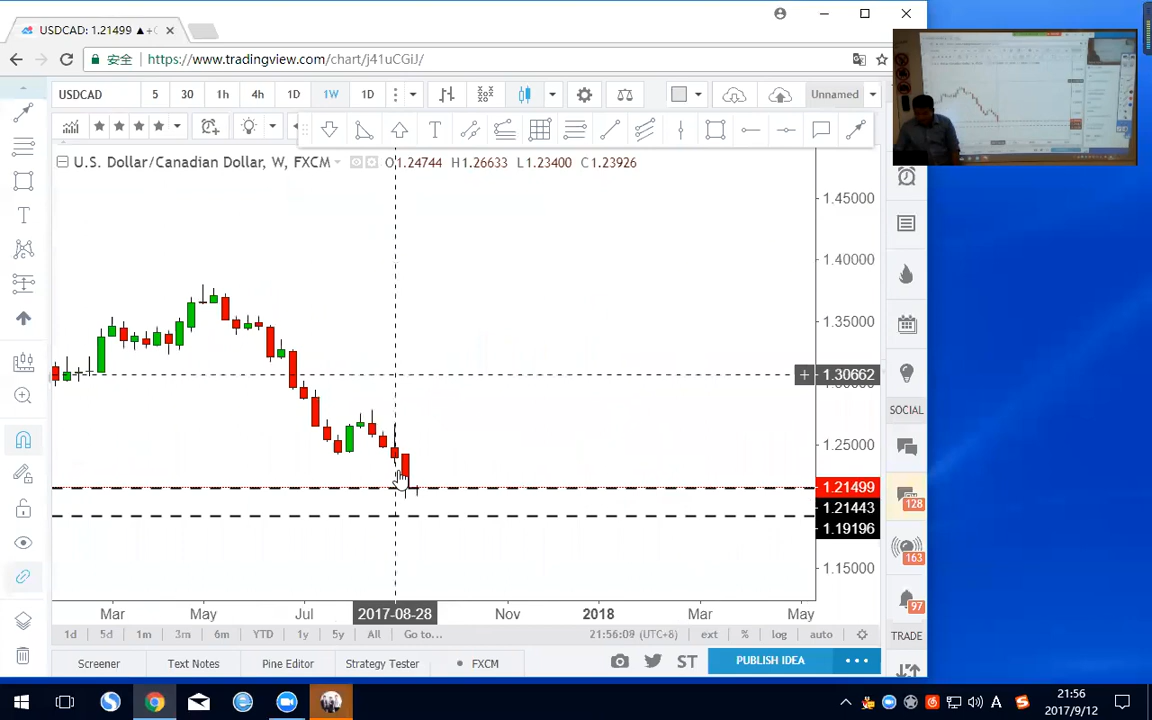 USDCAD: 1.21499 ▲ +
安全
https://www.tradingview.com/chart/j41uCGiJ/
USDCAD 5 30 1h 4h 1D 1W 1D Unnamed
T
U.S. Dollar/Canadian Dollar, W, FXCM O1.24744 H1.26633 L1.23400 C1.23926
T
1.45000
1.40000
1.35000
1.30662
1.25000
1.21499
1.21443
1.19196
1.15000
SOCIAL
128
163
97
TRADE
Mar May Jul 2017-08-28 Nov 2018 Mar May
1d 5d 1m 3m 6m YTD 1y 5y All Go to... 21:56:09 (UTC+8) ext % log auto
Screener Text Notes Pine Editor Strategy Tester FXCM ST PUBLISH IDEA
A 21:56
2017/9/12